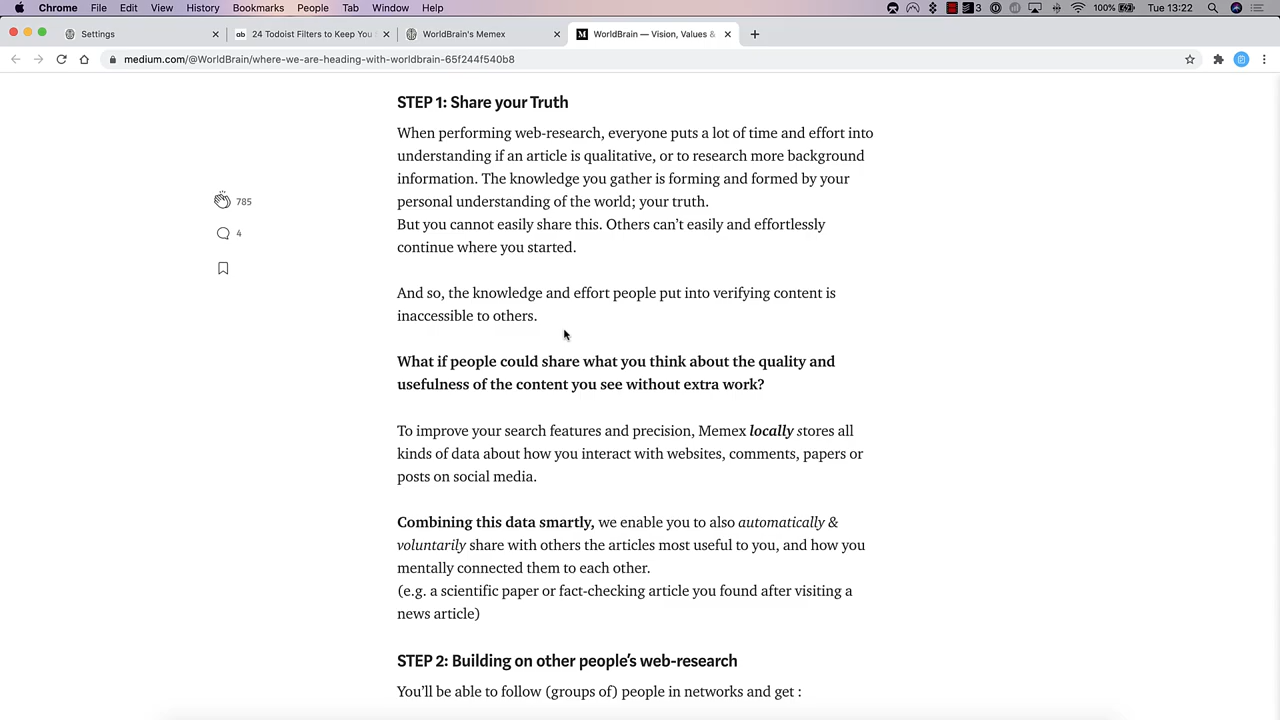 Chrome File Edit View History Bookmarks People Tab Window Help 3 100% Tue 13:22
Settings 24 Todoist Filters to Keep You WorldBrain's Memex WorldBrain — Vision, Values &
medium.com/@WorldBrain/where-we-are-heading-with-worldbrain-65f244f540b8
STEP 1: Share your Truth
When performing web-research, everyone puts a lot of time and effort into
understanding if an article is qualitative, or to research more background
information. The knowledge you gather is forming and formed by your
personal understanding of the world; your truth.
But you cannot easily share this. Others can’t easily and effortlessly
continue where you started.
785
4
And so, the knowledge and effort people put into verifying content is
inaccessible to others.
What if people could share what you think about the quality and
usefulness of the content you see without extra work?
To improve your search features and precision, Memex locally stores all
kinds of data about how you interact with websites, comments, papers or
posts on social media.
Combining this data smartly, we enable you to also automatically &
voluntarily share with others the articles most useful to you, and how you
mentally connected them to each other.
(e.g. a scientific paper or fact-checking article you found after visiting a
news article)
STEP 2: Building on other people’s web-research
You’ll be able to follow (groups of) people in networks and get :